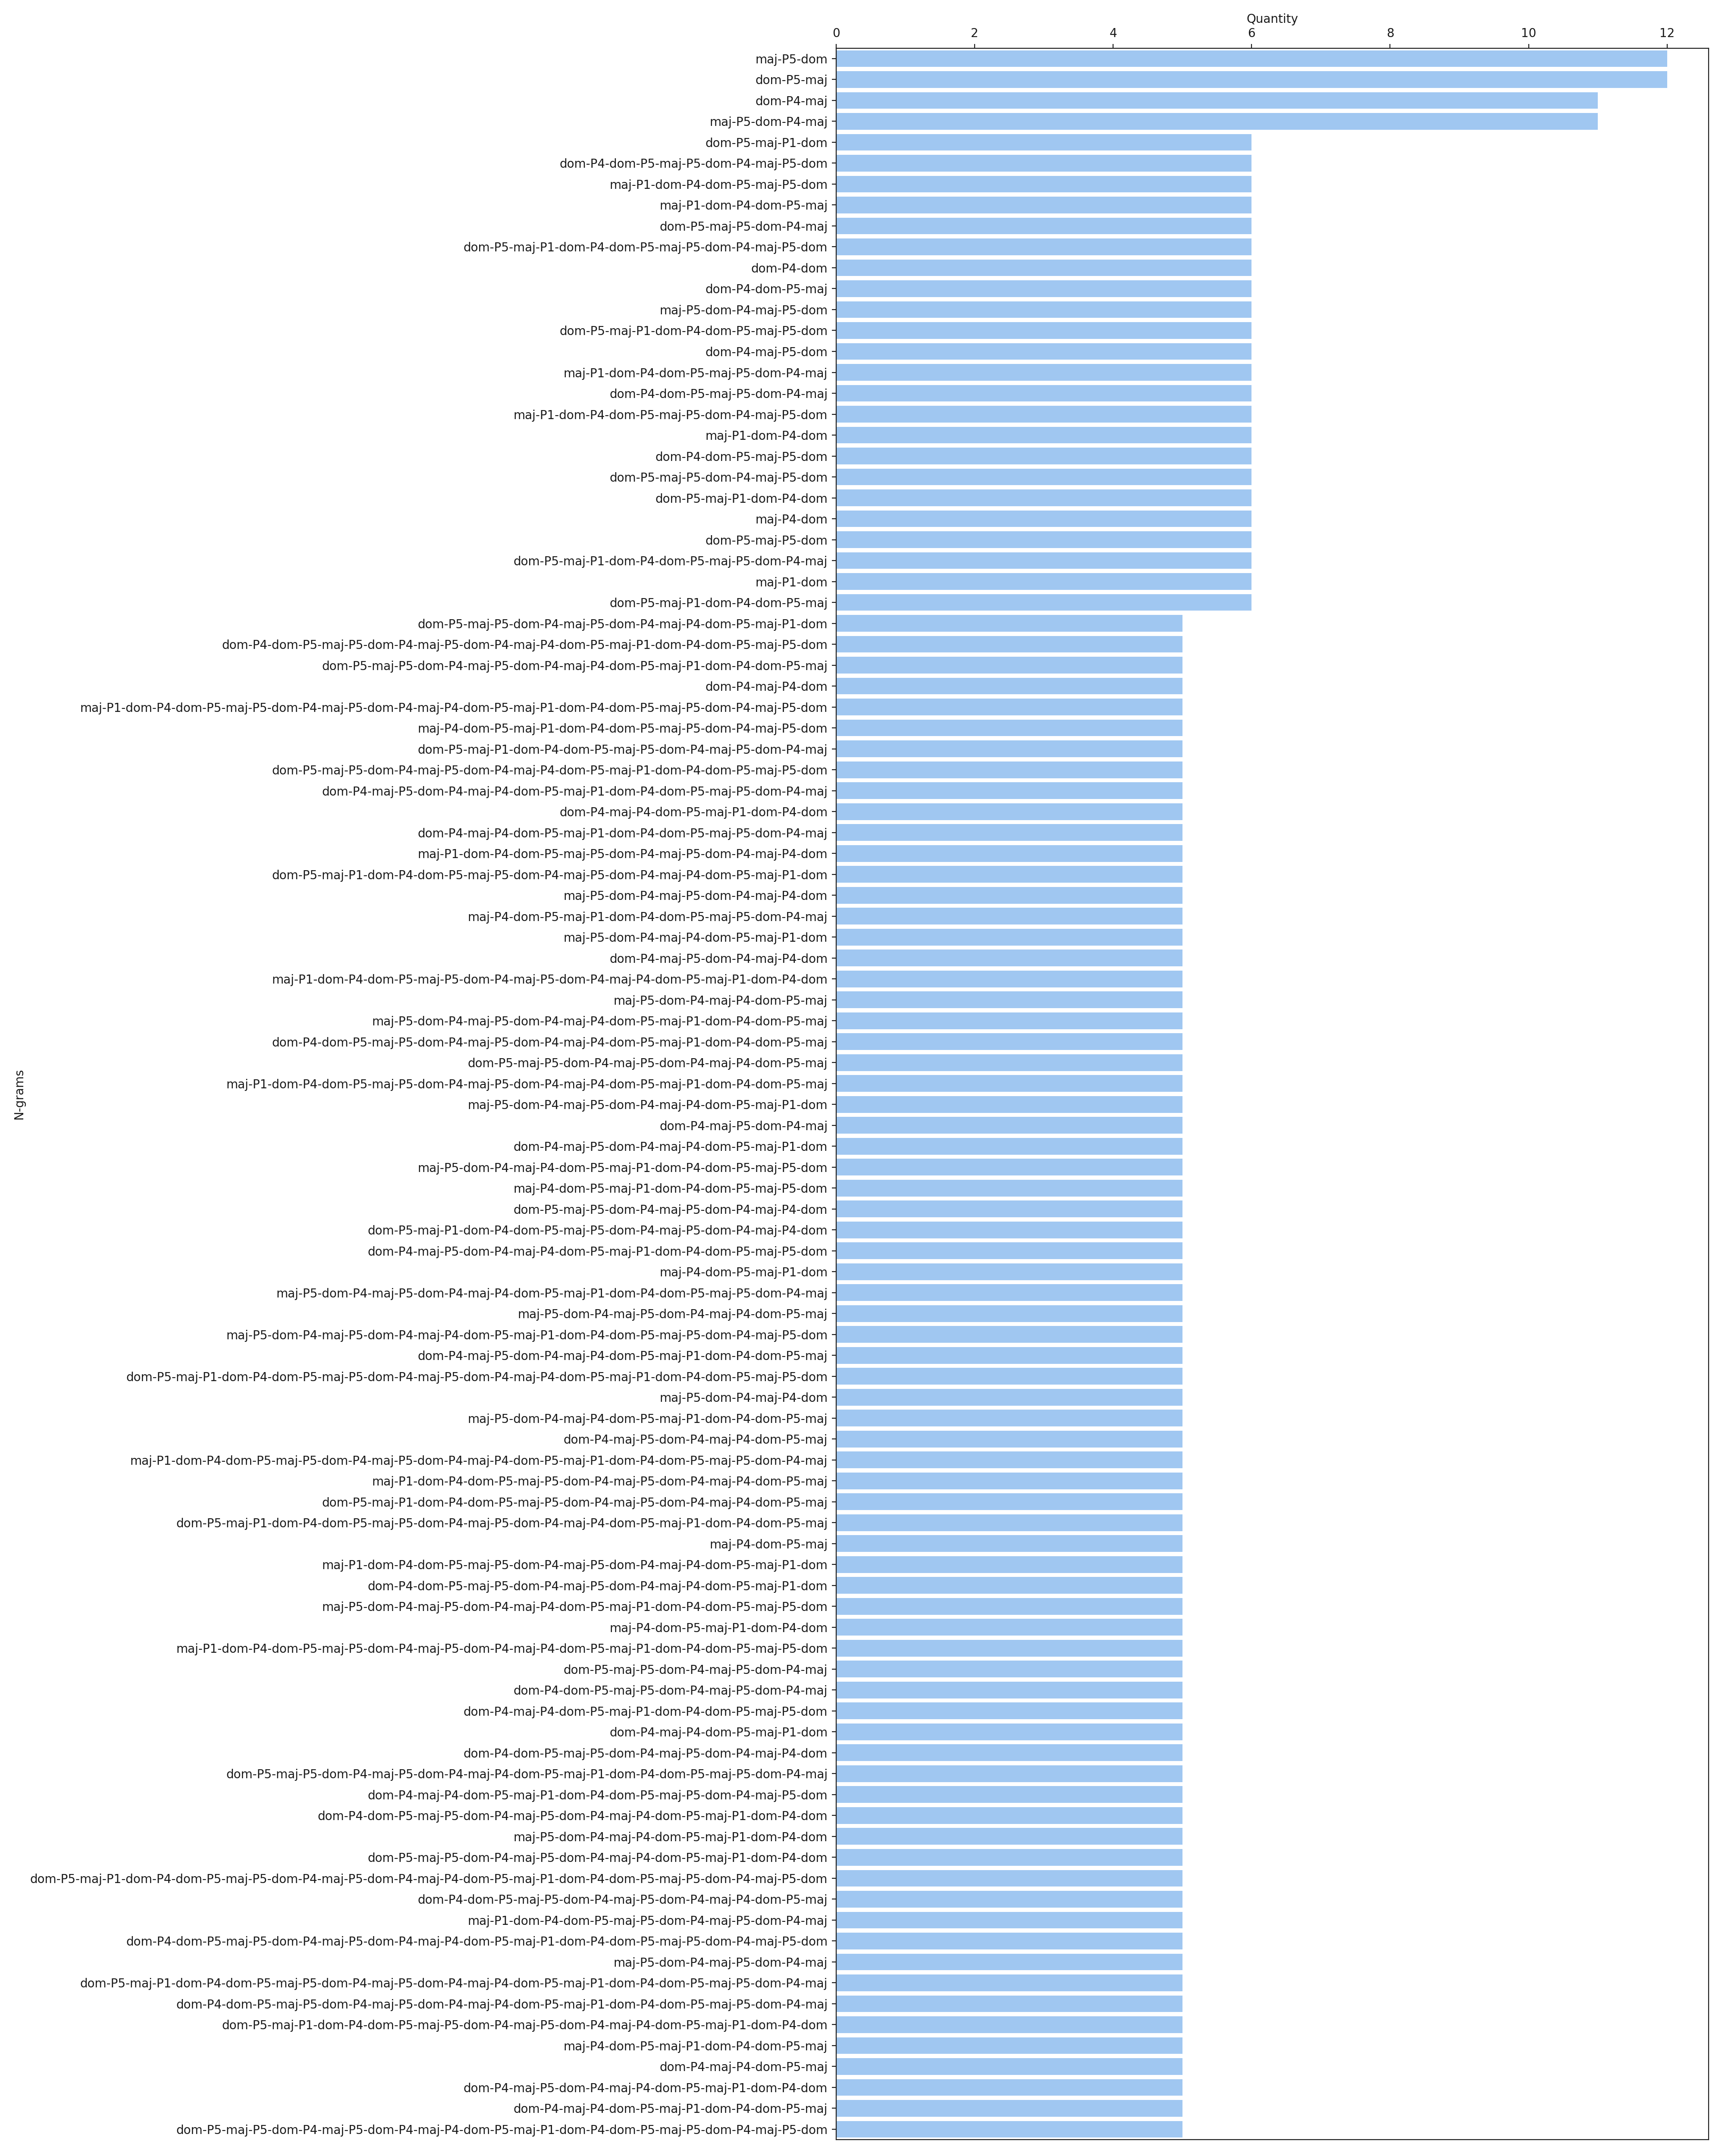 Quantity
0 2 4 6 8 10 12
maj-P5-dom
dom-P5-maj
dom-P4-maj
maj-P5-dom-P4-maj
dom-P5-maj-P1-dom
dom-P4-dom-P5-maj-P5-dom-P4-maj-P5-dom
maj-P1-dom-P4-dom-P5-maj-P5-dom
maj-P1-dom-P4-dom-P5-maj
dom-P5-maj-P5-dom-P4-maj
dom-P5-maj-P1-dom-P4-dom-P5-maj-P5-dom-P4-maj-P5-dom
dom-P4-dom
dom-P4-dom-P5-maj
maj-P5-dom-P4-maj-P5-dom
dom-P5-maj-P1-dom-P4-dom-P5-maj-P5-dom
dom-P4-maj-P5-dom
maj-P1-dom-P4-dom-P5-maj-P5-dom-P4-maj
dom-P4-dom-P5-maj-P5-dom-P4-maj
maj-P1-dom-P4-dom-P5-maj-P5-dom-P4-maj-P5-dom
maj-P1-dom-P4-dom
dom-P4-dom-P5-maj-P5-dom
dom-P5-maj-P5-dom-P4-maj-P5-dom
dom-P5-maj-P1-dom-P4-dom
maj-P4-dom
dom-P5-maj-P5-dom
dom-P5-maj-P1-dom-P4-dom-P5-maj-P5-dom-P4-maj
maj-P1-dom
dom-P5-maj-P1-dom-P4-dom-P5-maj
dom-P5-maj-P5-dom-P4-maj-P5-dom-P4-maj-P4-dom-P5-maj-P1-dom
dom-P4-dom-P5-maj-P5-dom-P4-maj-P5-dom-P4-maj-P4-dom-P5-maj-P1-dom-P4-dom-P5-maj-P5-dom
dom-P5-maj-P5-dom-P4-maj-P5-dom-P4-maj-P4-dom-P5-maj-P1-dom-P4-dom-P5-maj
dom-P4-maj-P4-dom
maj-P1-dom-P4-dom-P5-maj-P5-dom-P4-maj-P5-dom-P4-maj-P4-dom-P5-maj-P1-dom-P4-dom-P5-maj-P5-dom-P4-maj-P5-dom
maj-P4-dom-P5-maj-P1-dom-P4-dom-P5-maj-P5-dom-P4-maj-P5-dom
dom-P5-maj-P1-dom-P4-dom-P5-maj-P5-dom-P4-maj-P5-dom-P4-maj
dom-P5-maj-P5-dom-P4-maj-P5-dom-P4-maj-P4-dom-P5-maj-P1-dom-P4-dom-P5-maj-P5-dom
dom-P4-maj-P5-dom-P4-maj-P4-dom-P5-maj-P1-dom-P4-dom-P5-maj-P5-dom-P4-maj
dom-P4-maj-P4-dom-P5-maj-P1-dom-P4-dom
dom-P4-maj-P4-dom-P5-maj-P1-dom-P4-dom-P5-maj-P5-dom-P4-maj
maj-P1-dom-P4-dom-P5-maj-P5-dom-P4-maj-P5-dom-P4-maj-P4-dom
dom-P5-maj-P1-dom-P4-dom-P5-maj-P5-dom-P4-maj-P5-dom-P4-maj-P4-dom-P5-maj-P1-dom
maj-P5-dom-P4-maj-P5-dom-P4-maj-P4-dom
maj-P4-dom-P5-maj-P1-dom-P4-dom-P5-maj-P5-dom-P4-maj
maj-P5-dom-P4-maj-P4-dom-P5-maj-P1-dom
dom-P4-maj-P5-dom-P4-maj-P4-dom
maj-P1-dom-P4-dom-P5-maj-P5-dom-P4-maj-P5-dom-P4-maj-P4-dom-P5-maj-P1-dom-P4-dom
maj-P5-dom-P4-maj-P4-dom-P5-maj
maj-P5-dom-P4-maj-P5-dom-P4-maj-P4-dom-P5-maj-P1-dom-P4-dom-P5-maj
dom-P4-dom-P5-maj-P5-dom-P4-maj-P5-dom-P4-maj-P4-dom-P5-maj-P1-dom-P4-dom-P5-maj
dom-P5-maj-P5-dom-P4-maj-P5-dom-P4-maj-P4-dom-P5-maj
maj-P1-dom-P4-dom-P5-maj-P5-dom-P4-maj-P5-dom-P4-maj-P4-dom-P5-maj-P1-dom-P4-dom-P5-maj
maj-P5-dom-P4-maj-P5-dom-P4-maj-P4-dom-P5-maj-P1-dom
dom-P4-maj-P5-dom-P4-maj
dom-P4-maj-P5-dom-P4-maj-P4-dom-P5-maj-P1-dom
maj-P5-dom-P4-maj-P4-dom-P5-maj-P1-dom-P4-dom-P5-maj-P5-dom
maj-P4-dom-P5-maj-P1-dom-P4-dom-P5-maj-P5-dom
dom-P5-maj-P5-dom-P4-maj-P5-dom-P4-maj-P4-dom
dom-P5-maj-P1-dom-P4-dom-P5-maj-P5-dom-P4-maj-P5-dom-P4-maj-P4-dom
dom-P4-maj-P5-dom-P4-maj-P4-dom-P5-maj-P1-dom-P4-dom-P5-maj-P5-dom
maj-P4-dom-P5-maj-P1-dom
maj-P5-dom-P4-maj-P5-dom-P4-maj-P4-dom-P5-maj-P1-dom-P4-dom-P5-maj-P5-dom-P4-maj
maj-P5-dom-P4-maj-P5-dom-P4-maj-P4-dom-P5-maj
maj-P5-dom-P4-maj-P5-dom-P4-maj-P4-dom-P5-maj-P1-dom-P4-dom-P5-maj-P5-dom-P4-maj-P5-dom
dom-P4-maj-P5-dom-P4-maj-P4-dom-P5-maj-P1-dom-P4-dom-P5-maj
dom-P5-maj-P1-dom-P4-dom-P5-maj-P5-dom-P4-maj-P5-dom-P4-maj-P4-dom-P5-maj-P1-dom-P4-dom-P5-maj-P5-dom
maj-P5-dom-P4-maj-P4-dom
maj-P5-dom-P4-maj-P4-dom-P5-maj-P1-dom-P4-dom-P5-maj
dom-P4-maj-P5-dom-P4-maj-P4-dom-P5-maj
maj-P1-dom-P4-dom-P5-maj-P5-dom-P4-maj-P5-dom-P4-maj-P4-dom-P5-maj-P1-dom-P4-dom-P5-maj-P5-dom-P4-maj
maj-P1-dom-P4-dom-P5-maj-P5-dom-P4-maj-P5-dom-P4-maj-P4-dom-P5-maj
dom-P5-maj-P1-dom-P4-dom-P5-maj-P5-dom-P4-maj-P5-dom-P4-maj-P4-dom-P5-maj
dom-P5-maj-P1-dom-P4-dom-P5-maj-P5-dom-P4-maj-P5-dom-P4-maj-P4-dom-P5-maj-P1-dom-P4-dom-P5-maj
maj-P4-dom-P5-maj
maj-P1-dom-P4-dom-P5-maj-P5-dom-P4-maj-P5-dom-P4-maj-P4-dom-P5-maj-P1-dom
dom-P4-dom-P5-maj-P5-dom-P4-maj-P5-dom-P4-maj-P4-dom-P5-maj-P1-dom
maj-P5-dom-P4-maj-P5-dom-P4-maj-P4-dom-P5-maj-P1-dom-P4-dom-P5-maj-P5-dom
maj-P4-dom-P5-maj-P1-dom-P4-dom
maj-P1-dom-P4-dom-P5-maj-P5-dom-P4-maj-P5-dom-P4-maj-P4-dom-P5-maj-P1-dom-P4-dom-P5-maj-P5-dom
dom-P5-maj-P5-dom-P4-maj-P5-dom-P4-maj
dom-P4-dom-P5-maj-P5-dom-P4-maj-P5-dom-P4-maj
dom-P4-maj-P4-dom-P5-maj-P1-dom-P4-dom-P5-maj-P5-dom
dom-P4-maj-P4-dom-P5-maj-P1-dom
dom-P4-dom-P5-maj-P5-dom-P4-maj-P5-dom-P4-maj-P4-dom
dom-P5-maj-P5-dom-P4-maj-P5-dom-P4-maj-P4-dom-P5-maj-P1-dom-P4-dom-P5-maj-P5-dom-P4-maj
dom-P4-maj-P4-dom-P5-maj-P1-dom-P4-dom-P5-maj-P5-dom-P4-maj-P5-dom
dom-P4-dom-P5-maj-P5-dom-P4-maj-P5-dom-P4-maj-P4-dom-P5-maj-P1-dom-P4-dom
maj-P5-dom-P4-maj-P4-dom-P5-maj-P1-dom-P4-dom
dom-P5-maj-P5-dom-P4-maj-P5-dom-P4-maj-P4-dom-P5-maj-P1-dom-P4-dom
dom-P5-maj-P1-dom-P4-dom-P5-maj-P5-dom-P4-maj-P5-dom-P4-maj-P4-dom-P5-maj-P1-dom-P4-dom-P5-maj-P5-dom-P4-maj-P5-dom
dom-P4-dom-P5-maj-P5-dom-P4-maj-P5-dom-P4-maj-P4-dom-P5-maj
maj-P1-dom-P4-dom-P5-maj-P5-dom-P4-maj-P5-dom-P4-maj
dom-P4-dom-P5-maj-P5-dom-P4-maj-P5-dom-P4-maj-P4-dom-P5-maj-P1-dom-P4-dom-P5-maj-P5-dom-P4-maj-P5-dom
maj-P5-dom-P4-maj-P5-dom-P4-maj
dom-P5-maj-P1-dom-P4-dom-P5-maj-P5-dom-P4-maj-P5-dom-P4-maj-P4-dom-P5-maj-P1-dom-P4-dom-P5-maj-P5-dom-P4-maj
dom-P4-dom-P5-maj-P5-dom-P4-maj-P5-dom-P4-maj-P4-dom-P5-maj-P1-dom-P4-dom-P5-maj-P5-dom-P4-maj
dom-P5-maj-P1-dom-P4-dom-P5-maj-P5-dom-P4-maj-P5-dom-P4-maj-P4-dom-P5-maj-P1-dom-P4-dom
maj-P4-dom-P5-maj-P1-dom-P4-dom-P5-maj
dom-P4-maj-P4-dom-P5-maj
dom-P4-maj-P5-dom-P4-maj-P4-dom-P5-maj-P1-dom-P4-dom
dom-P4-maj-P4-dom-P5-maj-P1-dom-P4-dom-P5-maj
dom-P5-maj-P5-dom-P4-maj-P5-dom-P4-maj-P4-dom-P5-maj-P1-dom-P4-dom-P5-maj-P5-dom-P4-maj-P5-dom
N-grams